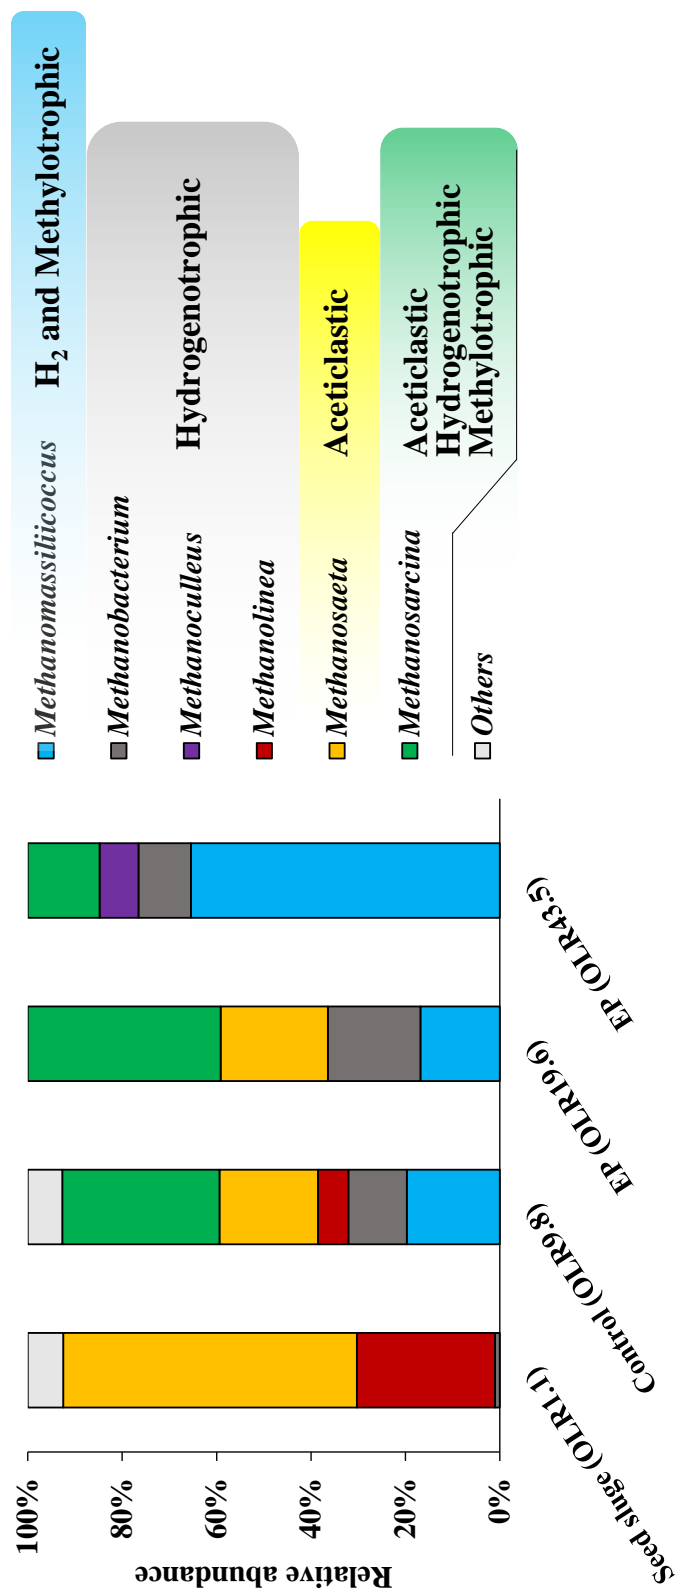 Relative abundance
100%
80%
60%
40%
20%
0%
Seed sluge (OLR1.1)
Control (OLR9.8)
EP (OLR19.6)
EP (OLR43.5)
Methanomassiliicoccus
H2 and Methylotrophic
Methanobacterium
Methanoculleus
Hydrogenotrophic
Methanolinea
Methanosaeta
Aceticlastic
Methanosarcina
Aceticlastic
Hydrogenotrophic
Methylotrophic
Others